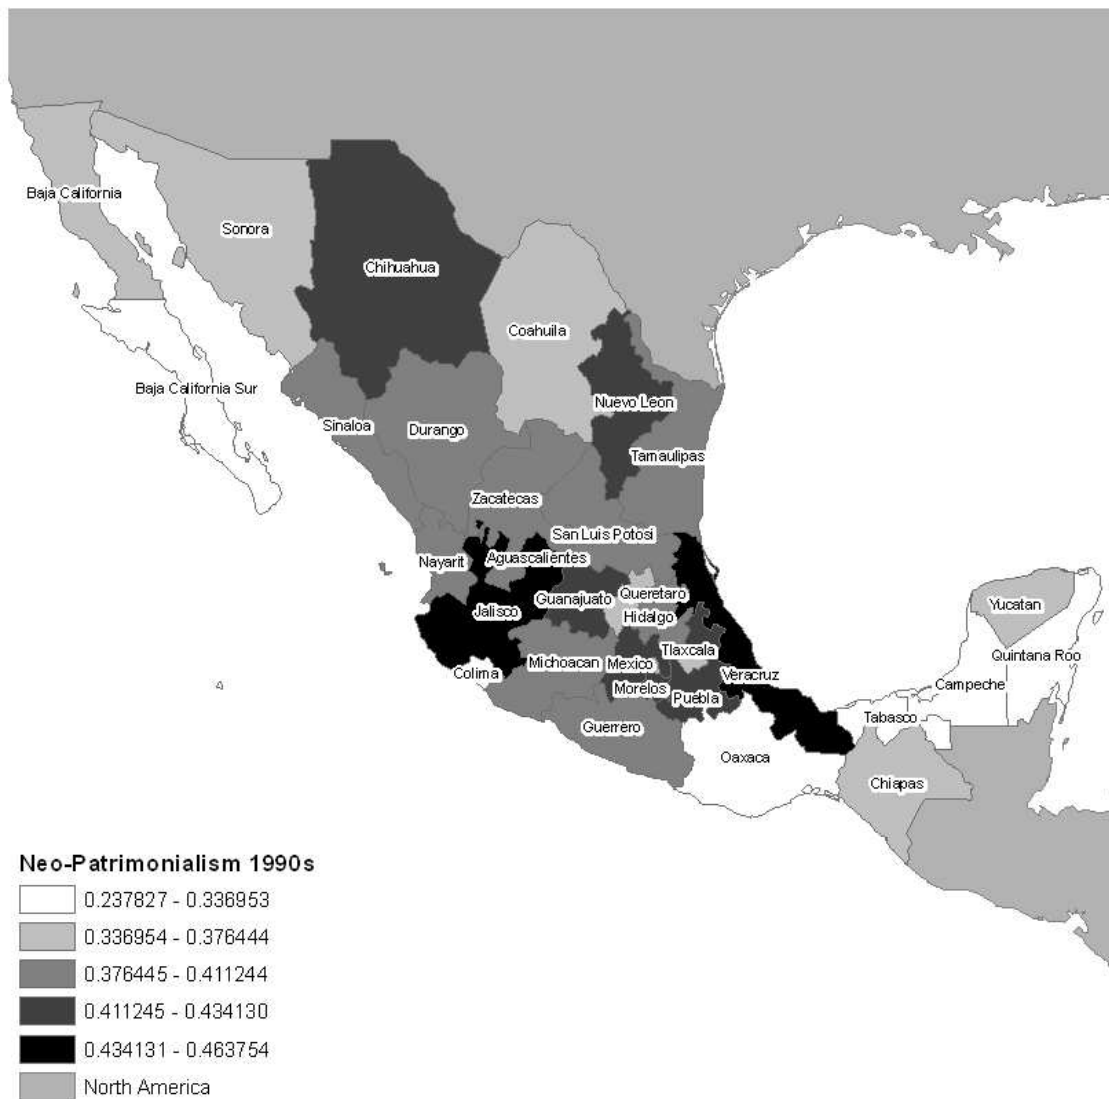 Baja California
Sonora
Chihuahua
Coahuila
Baja California Sur
Nuevo Leon
Sinaloa
Durango
Tamaulipas
Zacatecas
San Luis Potosi
Nayarit
Aguascalientes
Guanajuato
Queretaro
Jalisco
Hidalgo
Yucatan
Tlaxcala
Quintana Roo
Michoacan
Mexico
Colima
Veracruz
Campeche
Morelos
Puebla
Tabasco
Guerrero
Oaxaca
Chiapas
Neo-Patrimonialism 1990s
0.237827 - 0.336953
0.336954 - 0.376444
0.376445 - 0.411244
0.411245 - 0.434130
0.434131 - 0.463754
North America